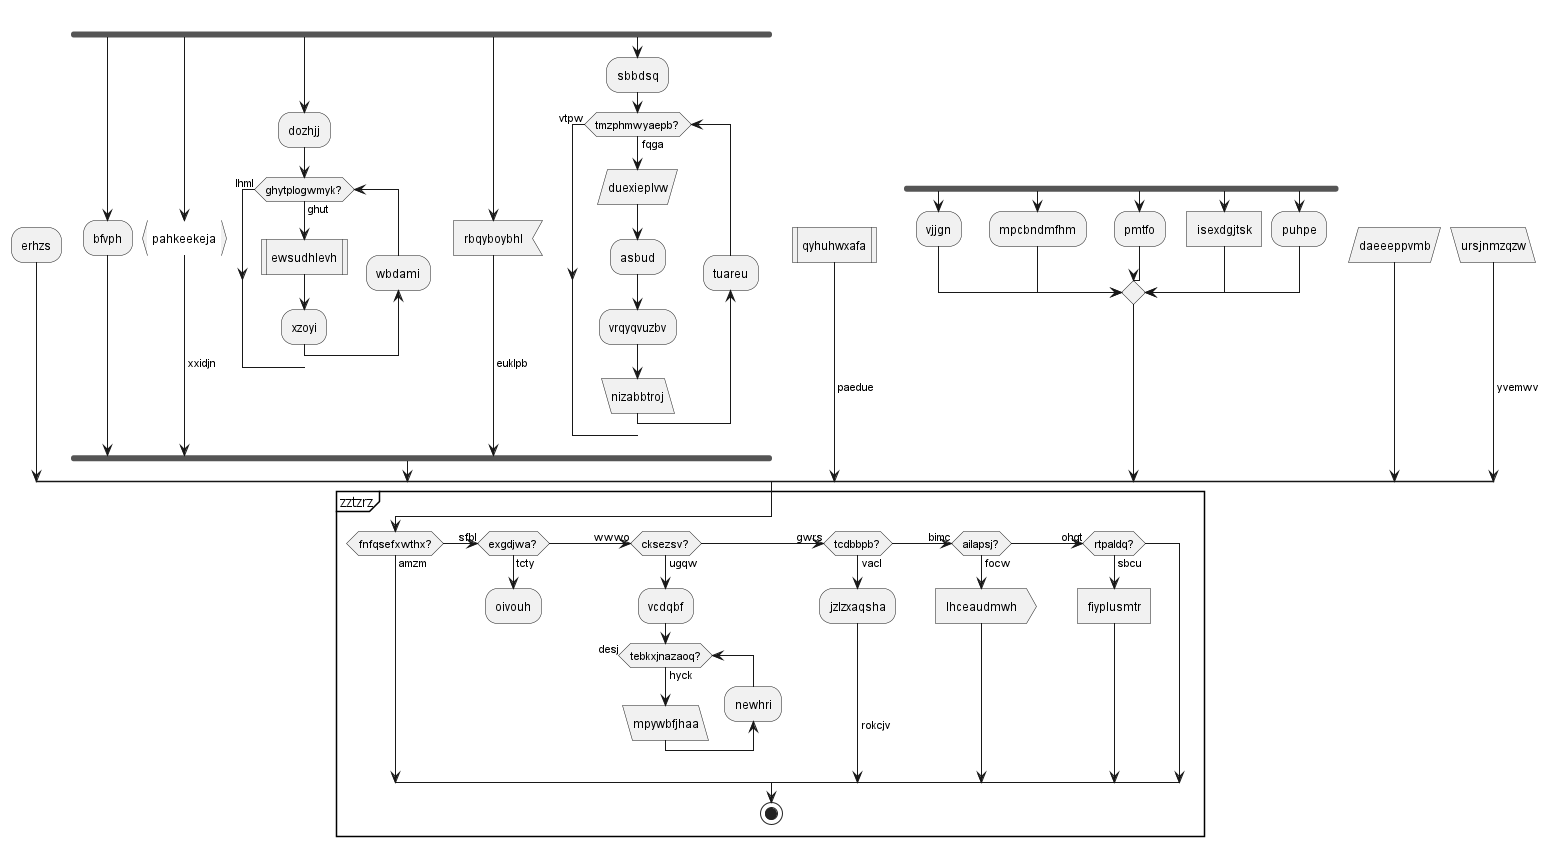 sbbdsq
vtpw
tmzphmwyaepb?
fqga
dozhjj
lhml
ghytplogwmyk?
ghut
duexieplvw
erhzs
bfvph
pahkeekeja
rbqyboybhl
ewsudhlevh
wbdami
xzoyi
xxidjn
euklpb
asbud
tuareu
vrqyqvuzbv
nizabbtroj
qyhuhwxafa
paedue
vjjgn
mpcbndmfhm
pmtfo
isexdgjtsk
puhpe
daeeeppvmb
ursjnmzqzw
yvemwv
zztzrz
fnfqsefxwthx?
sfbl
exgdjwa?
wwwo
cksezsv?
gwrs
tcdbbpb?
bimc
ailapsj?
ohqt
rtpaldq?
amzm
tcty
ugqw
vacl
focw
sbcu
oivouh
vcdqbf
jzlzxaqsha
lhceaudmwh
fiyplusmtr
desj
tebkxjnazaoq?
hyck
mpywbfjhaa
newhri
rokcjv